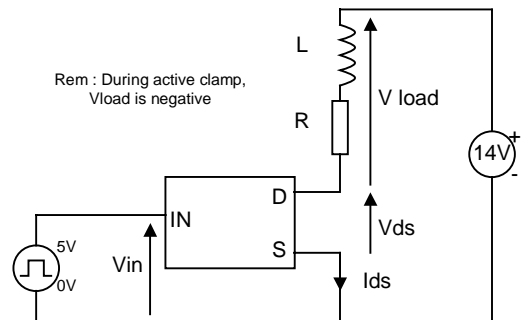 L
Rem : During active clamp,
Vload is negative
V load
R
14V
+
-
D
IN
Vds
S
5V
0V
Vin
Ids